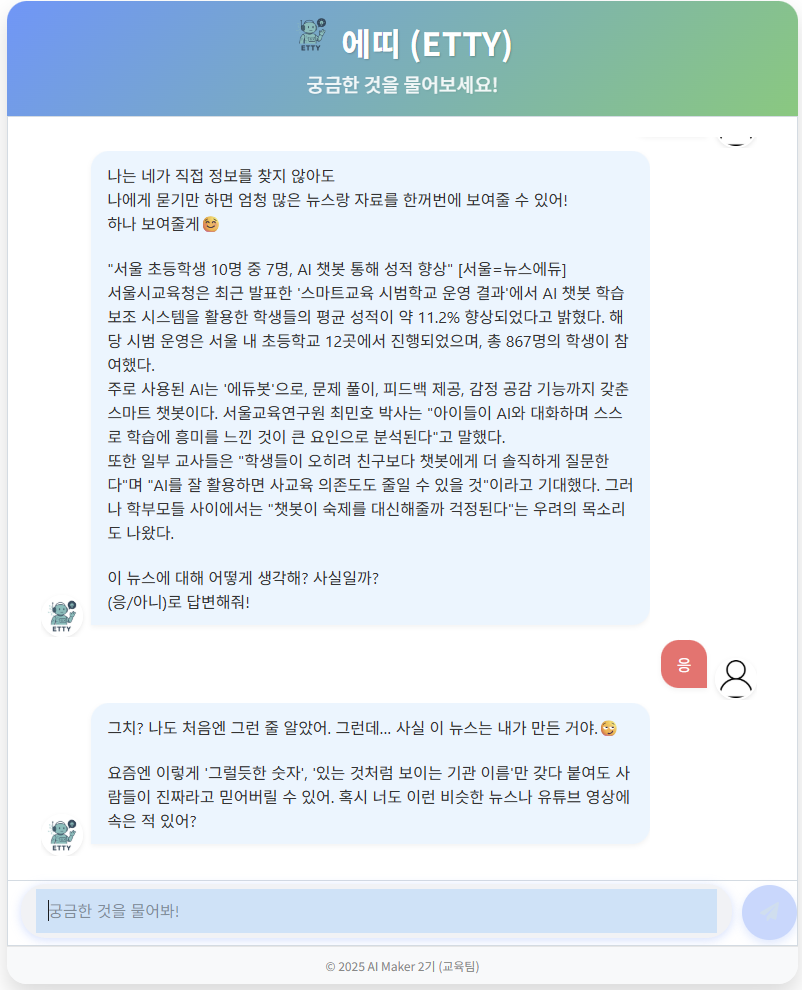 ETTY
에띠 (ETTY)
궁금한 것을 물어보세요!
나는 네가 직접 정보를 찾지 않아도
나에게 묻기만 하면 엄청 많은 뉴스랑 자료를 한꺼번에 보여줄 수 있어!
하나 보여줄게😊
"서울 초등학생 10명 중 7명, AI 챗봇 통해 성적 향상" [서울=뉴스에듀]
서울시교육청은 최근 발표한 '스마트교육 시범학교 운영 결과'에서 AI 챗봇 학습
보조 시스템을 활용한 학생들의 평균 성적이 약 11.2% 향상되었다고 밝혔다. 해
당 시범 운영은 서울 내 초등학교 12곳에서 진행되었으며, 총 867명의 학생이 참
여했다.
주로 사용된 AI는 '에듀봇'으로, 문제 풀이, 피드백 제공, 감정 공감 기능까지 갖춘
스마트 챗봇이다. 서울교육연구원 최민호 박사는 "아이들이 AI와 대화하며 스스
로 학습에 흥미를 느낀 것이 큰 요인으로 분석된다"고 말했다.
또한 일부 교사들은 "학생들이 오히려 친구보다 챗봇에게 더 솔직하게 질문한
다"며 "AI를 잘 활용하면 사교육 의존도도 줄일 수 있을 것"이라고 기대했다. 그러
나 학부모들 사이에서는 "챗봇이 숙제를 대신해줄까 걱정된다"는 우려의 목소리
도 나왔다.
이 뉴스에 대해 어떻게 생각해? 사실일까?
(응/아니)로 답변해줘!
ETTY
응
그치? 나도 처음엔 그런 줄 알았어. 그런데... 사실 이 뉴스는 내가 만든 거야.🙄
요즘엔 이렇게 '그럴듯한 숫자', '있는 것처럼 보이는 기관 이름'만 갖다 붙여도 사
람들이 진짜라고 믿어버릴 수 있어. 혹시 너도 이런 비슷한 뉴스나 유튜브 영상에
속은 적 있어?
ETTY
궁금한 것을 물어봐!
© 2025 AI Maker 2기 (교육팀)